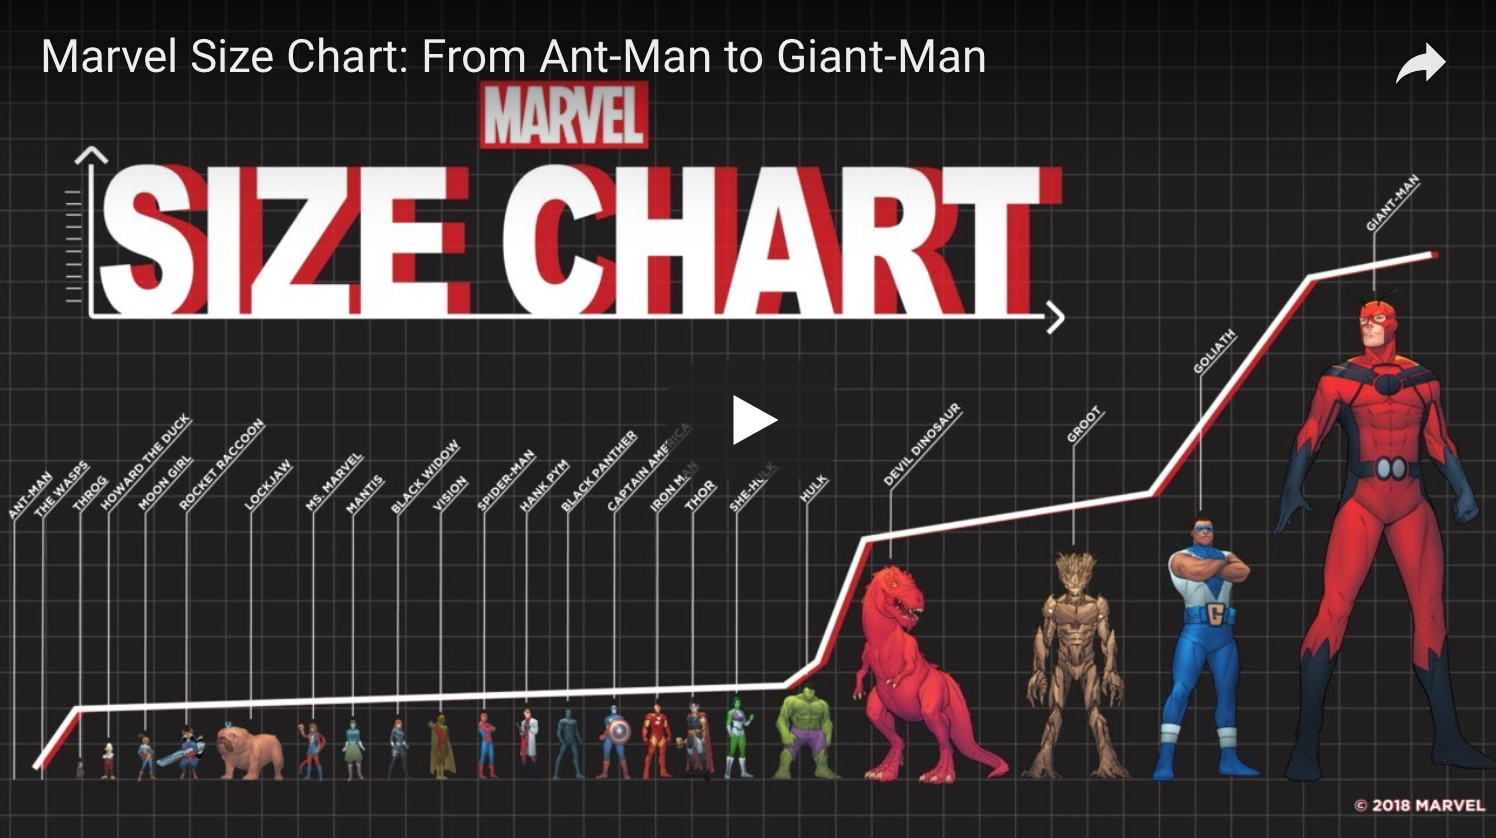 Marvel Size Chart: From Ant-Man to Giant-Man
MARVEL
SIZE CHART
ANT-MAN
THE WASPS
THROG
HOWARD THE DUCK
MOON GIRL
ROCKET RACCOON
LOCKJAW
MS. MARVEL
MANTIS
BLACK WIDOW
VISION
SPIDER-MAN
HANK PYM
BLACK PANTHER
CAPTAIN AMERICA
IRON MAN
THOR
SHE-HULK
HULK
DEVIL DINOSAUR
GROOT
GOLIATH
GIANT-MAN
G
© 2018 MARVEL